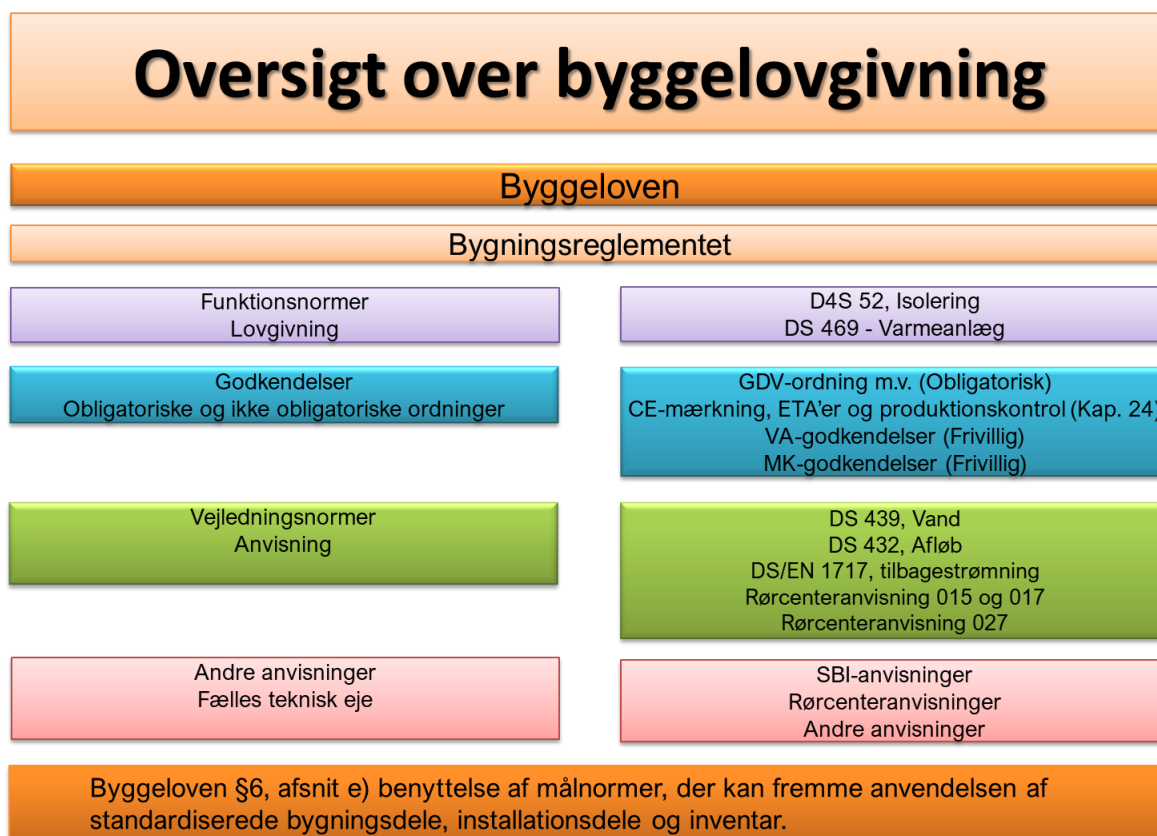 Oversigt over byggelovgivning
Byggeloven
Bygningsreglementet
Funktionsnormer
Lovgivning
D4S 52, Isolering
DS 469 - Varmeanlæg
Godkendelser
Obligatoriske og ikke obligatoriske ordninger
GDV-ordning m.v. (Obligatorisk)
CE-mærkning, ETA’er og produktionskontrol (Kap. 24)
VA-godkendelser (Frivillig)
MK-godkendelser (Frivillig)
Vejledningsnormer
Anvisning
DS 439, Vand
DS 432, Afløb
DS/EN 1717, tilbagestrømning
Rørcenteranvisning 015 og 017
Rørcenteranvisning 027
Andre anvisninger
Fælles teknisk eje
SBI-anvisninger
Rørcenteranvisninger
Andre anvisninger
Byggeloven §6, afsnit e) benyttelse af målnormer, der kan fremme anvendelsen af
standardiserede bygningsdele, installationsdele og inventar.